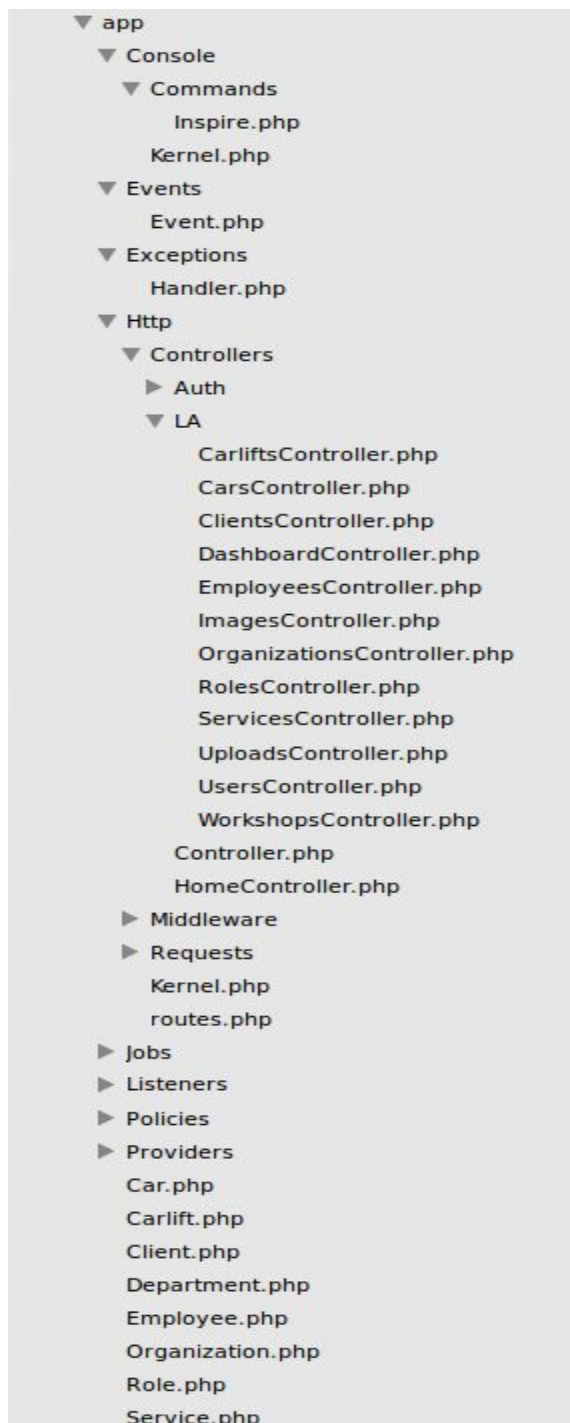 app
Console
Commands
Inspire.php
Kernel.php
Events
Event.php
Exceptions
Handler.php
Http
Controllers
Auth
LA
CarliftsController.php
CarsController.php
ClientsController.php
DashboardController.php
EmployeesController.php
ImagesController.php
OrganizationsController.php
RolesController.php
ServicesController.php
UploadsController.php
UsersController.php
WorkshopsController.php
Controller.php
HomeController.php
Middleware
Requests
Kernel.php
routes.php
Jobs
Listeners
Policies
Providers
Car.php
Carlift.php
Client.php
Department.php
Employee.php
Organization.php
Role.php
Service.php